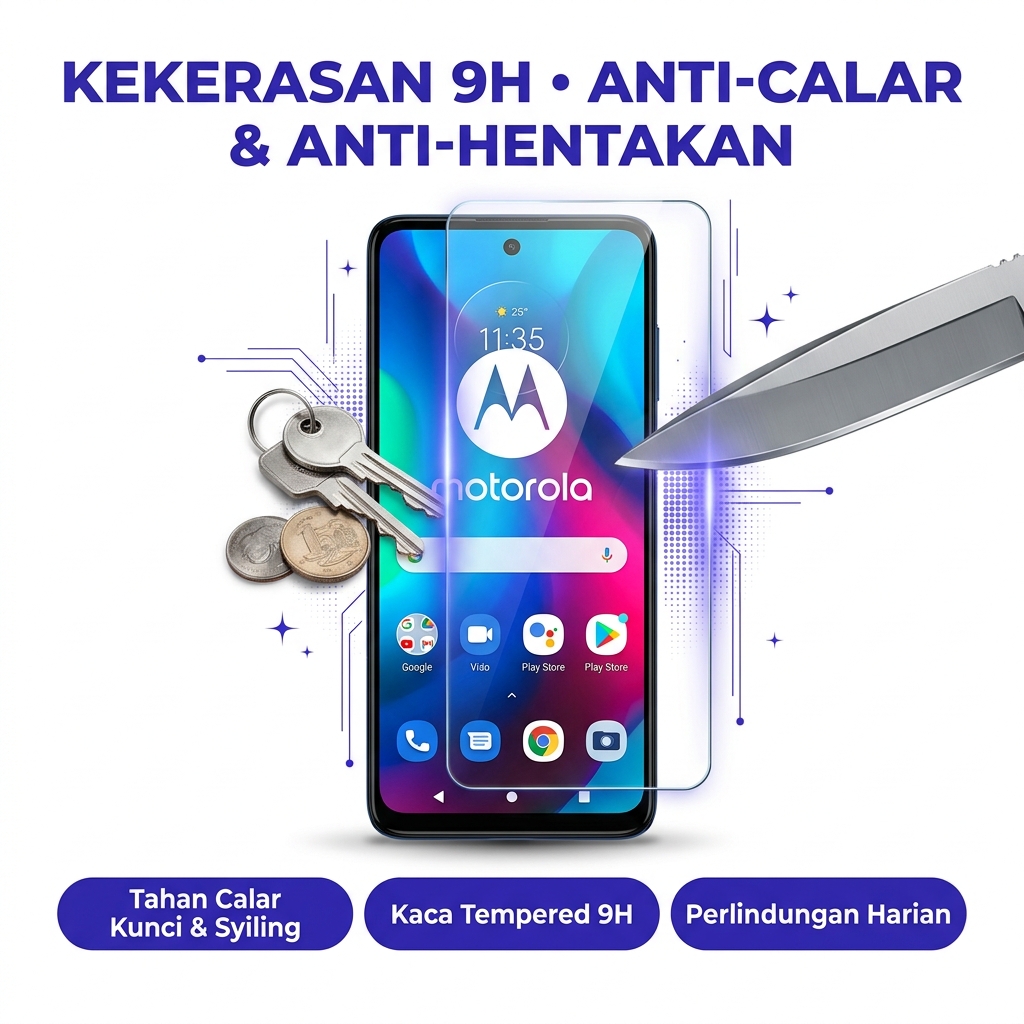 KEKERASAN 9H • ANTI-CALAR
& ANTI-HENTAKAN
25°
11:35
motorola
Google
Vido
Play Store
Play Store
Tahan Calar
Kunci & Syiling
Kaca Tempered 9H
Perlindungan Harian